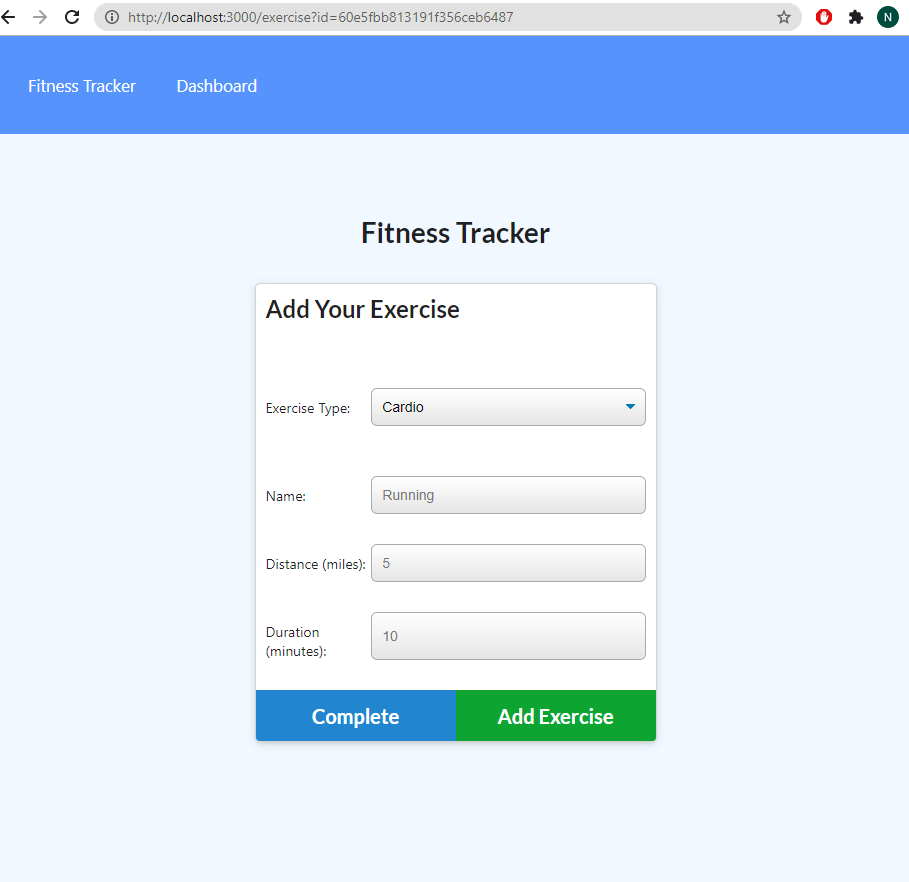 http://localhost:3000/exercise?id=60e5fbb813191f356ceb6487
N
Fitness Tracker Dashboard
Fitness Tracker
Add Your Exercise
Exercise Type: Cardio
Name: Running
Distance (miles): 5
Duration
(minutes): 10
Complete Add Exercise